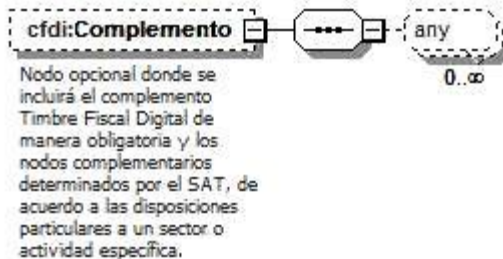 cfdi:Complemento
any
0..∞
Nodo opcional donde se
incluirá el complemento
Timbre Fiscal Digital de
manera obligatoria y los
nodos complementarios
determinados por el SAT, de
acuerdo a las disposiciones
particulares a un sector o
actividad específica.